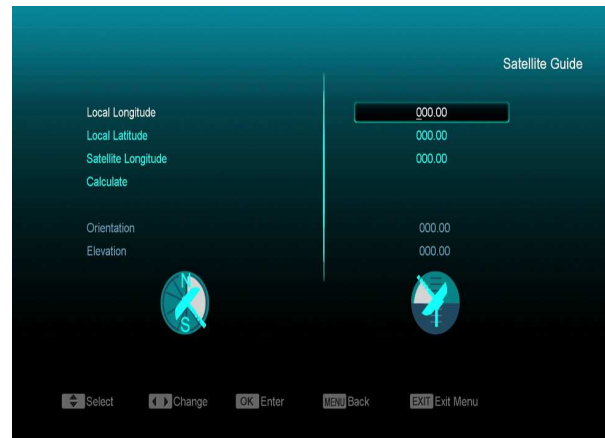 Satellite Guide
Local Longitude 000.00
Local Latitude 000.00
Satellite Longitude 000.00
Calculate
Orientation 000.00
Elevation 000.00
N
S
Select Change OK Enter MENU Back EXIT Exit Menu